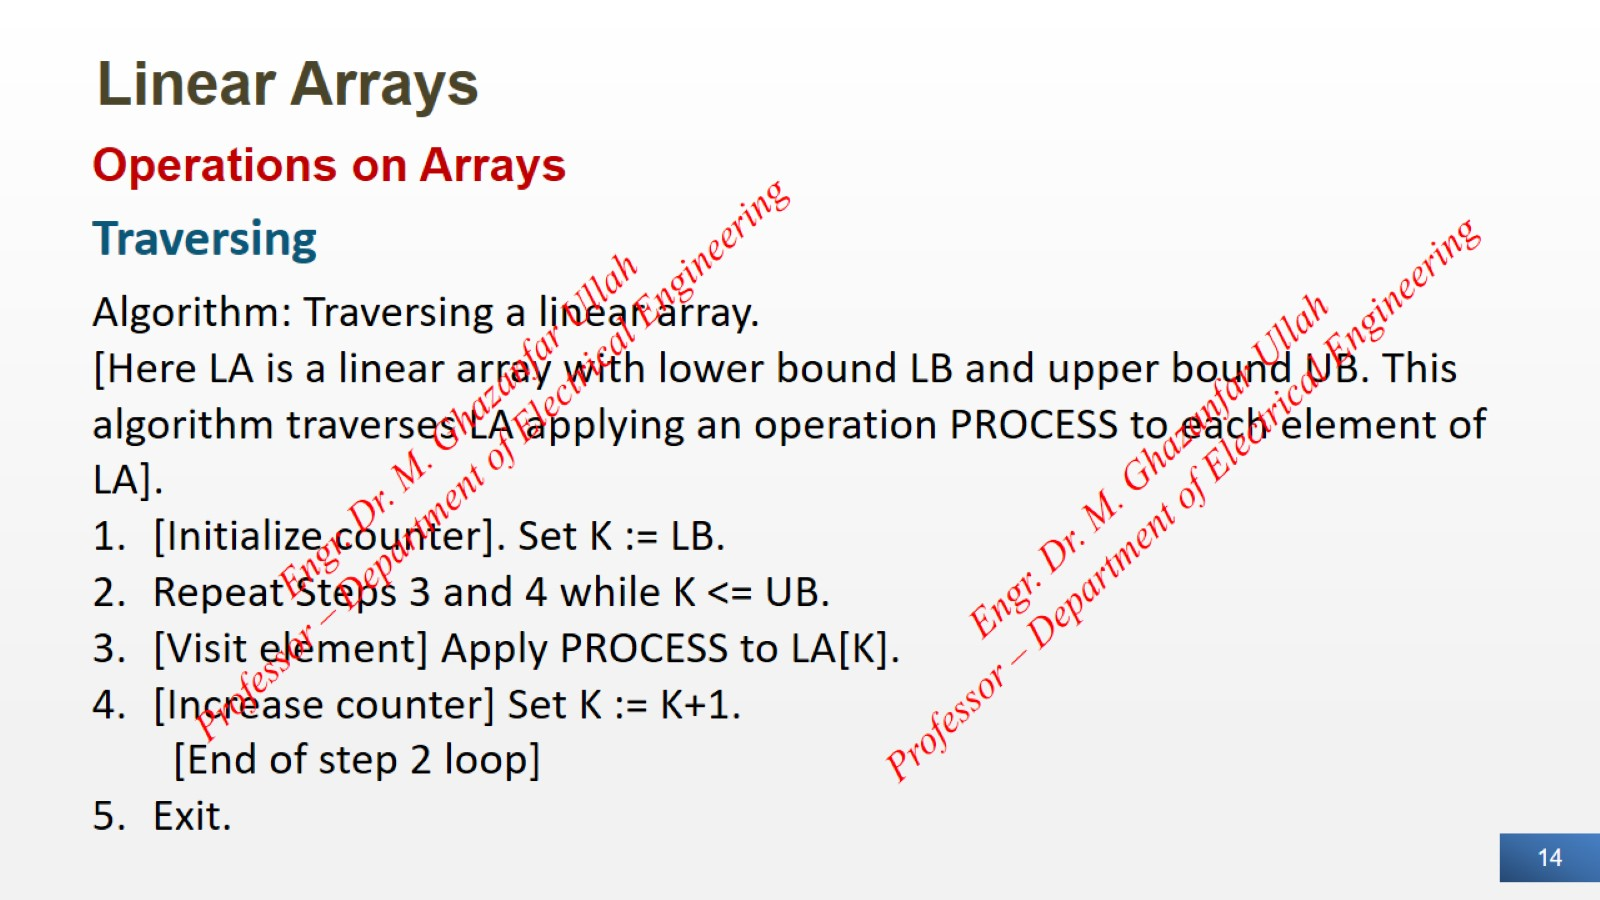 Linear Arrays
Operations on Arrays
Traversing
Algorithm: Traversing a linear array.
[Here LA is a linear array with lower bound LB and upper bound UB. This
algorithm traverses LA applying an operation PROCESS to each element of
LA].
1. [Initialize counter]. Set K := LB.
2. Repeat Steps 3 and 4 while K <= UB.
3. [Visit element] Apply PROCESS to LA[K].
4. [Increase counter] Set K := K+1.
[End of step 2 loop]
5. Exit.
Engr. Dr. M. Ghazanfar Ullah
Professor – Department of Electrical Engineering
Engr. Dr. M. Ghazanfar Ullah
Professor – Department of Electrical Engineering
14